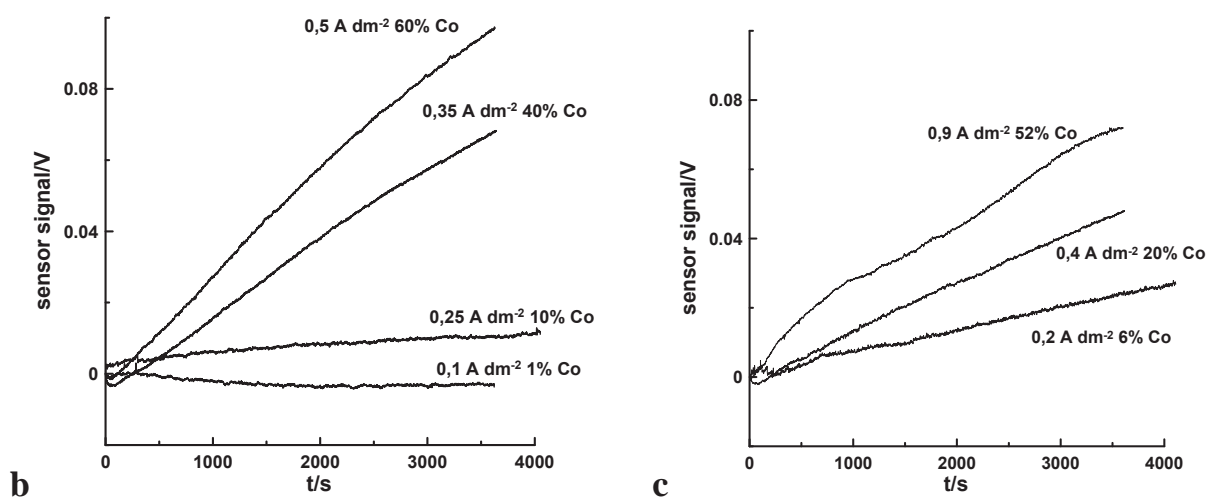 0,5 A dm-2 60% Co
0.08
0,35 A dm-2 40% Co
sensor signal/V
0.04
0,25 A dm-2 10% Co
0
0,1 A dm-2 1% Co
0 1000 2000 3000 4000
t/s
b
0.08
0,9 A dm-2 52% Co
sensor signal/V
0.04
0,4 A dm-2 20% Co
0,2 A dm-2 6% Co
0
0 1000 2000 3000 4000
t/s
c